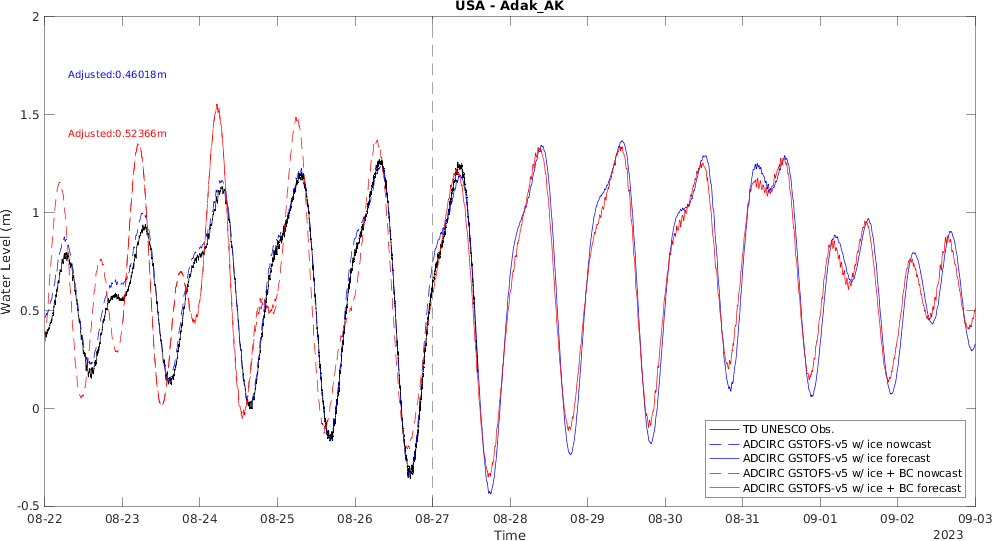 USA - Adak_AK
2
1.5
1
0.5
0
-0.5
Water Level (m)
Adjusted:0.46018m
Adjusted:0.52366m
TD UNESCO Obs.
ADCIRC GSTOFS-v5 w/ ice nowcast
ADCIRC GSTOFS-v5 w/ ice forecast
ADCIRC GSTOFS-v5 w/ ice + BC nowcast
ADCIRC GSTOFS-v5 w/ ice + BC forecast
08-22 08-23 08-24 08-25 08-26 08-27 08-28 08-29 08-30 08-31 09-01 09-02 09-03
Time
2023